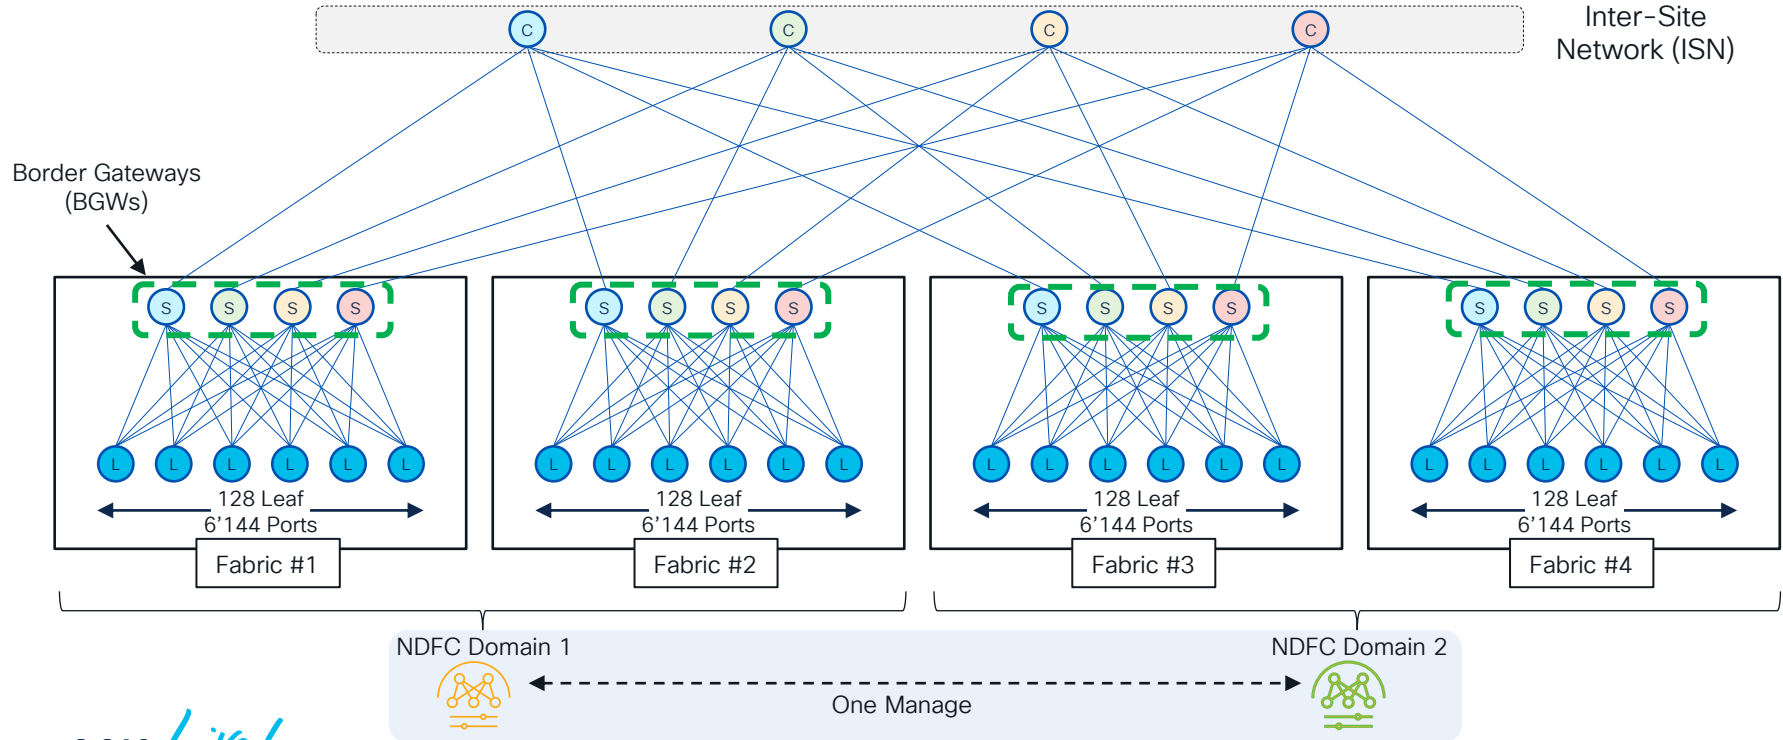 C C C C
Inter-Site
Network (ISN)
Border Gateways
(BGWs)
S S S S
S S S S
S S S S
S S S S
L L L L L L
L L L L L L
L L L L L L
L L L L L L
128 Leaf
6'144 Ports
Fabric #1
128 Leaf
6'144 Ports
Fabric #2
128 Leaf
6'144 Ports
Fabric #3
128 Leaf
6'144 Ports
Fabric #4
NDFC Domain 1
NDFC Domain 2
One Manage